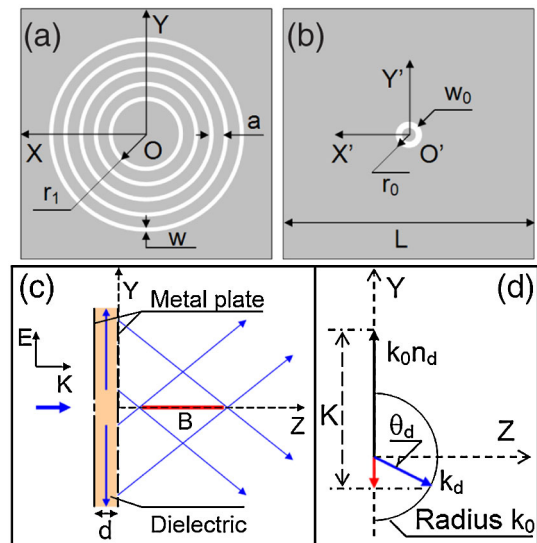 (a)
Y
X
O
a
r1
w
(b)
Y'
w0
X'
O'
r0
L
(c)
Y
Metal plate
E
K
B
Z
d
Dielectric
(d)
Y
k0nd
K
θd
Z
kd
Radius k0